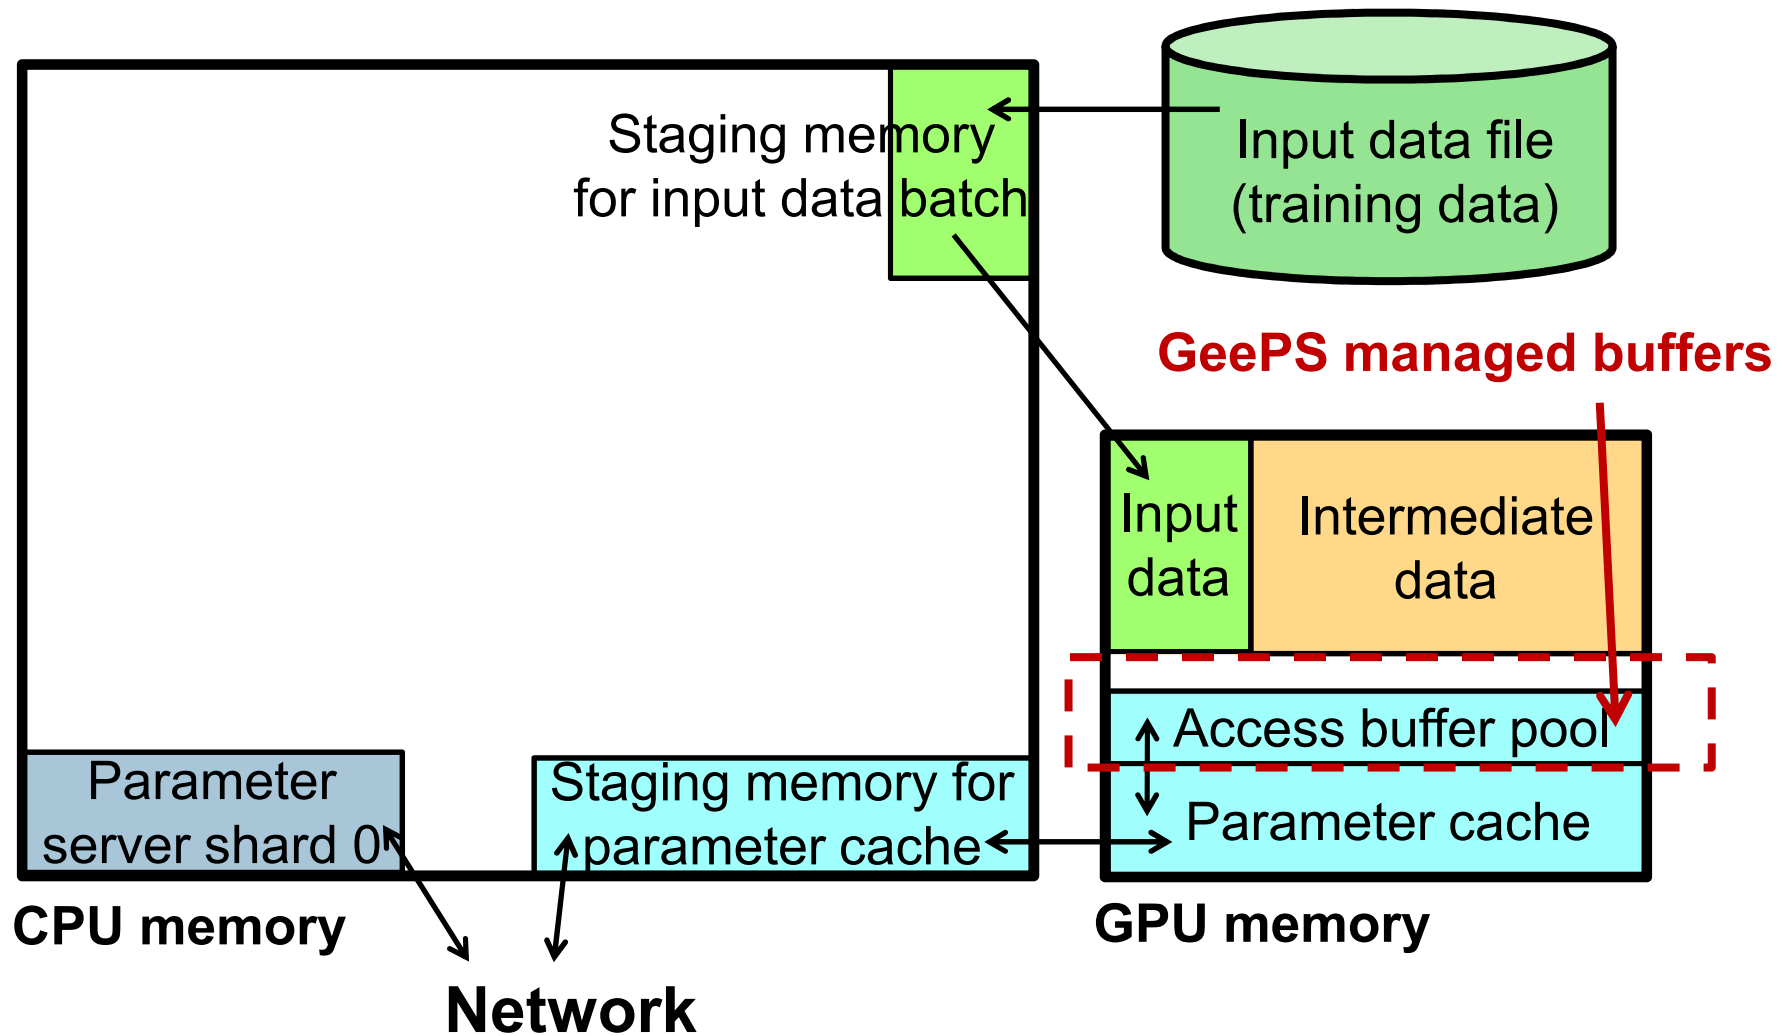 Staging memory
for input data batch
Input data file
(training data)
GeePS managed buffers
Input
data
Intermediate
data
Access buffer pool
Parameter cache
Parameter
server shard 0
Staging memory for
parameter cache
CPU memory
GPU memory
Network